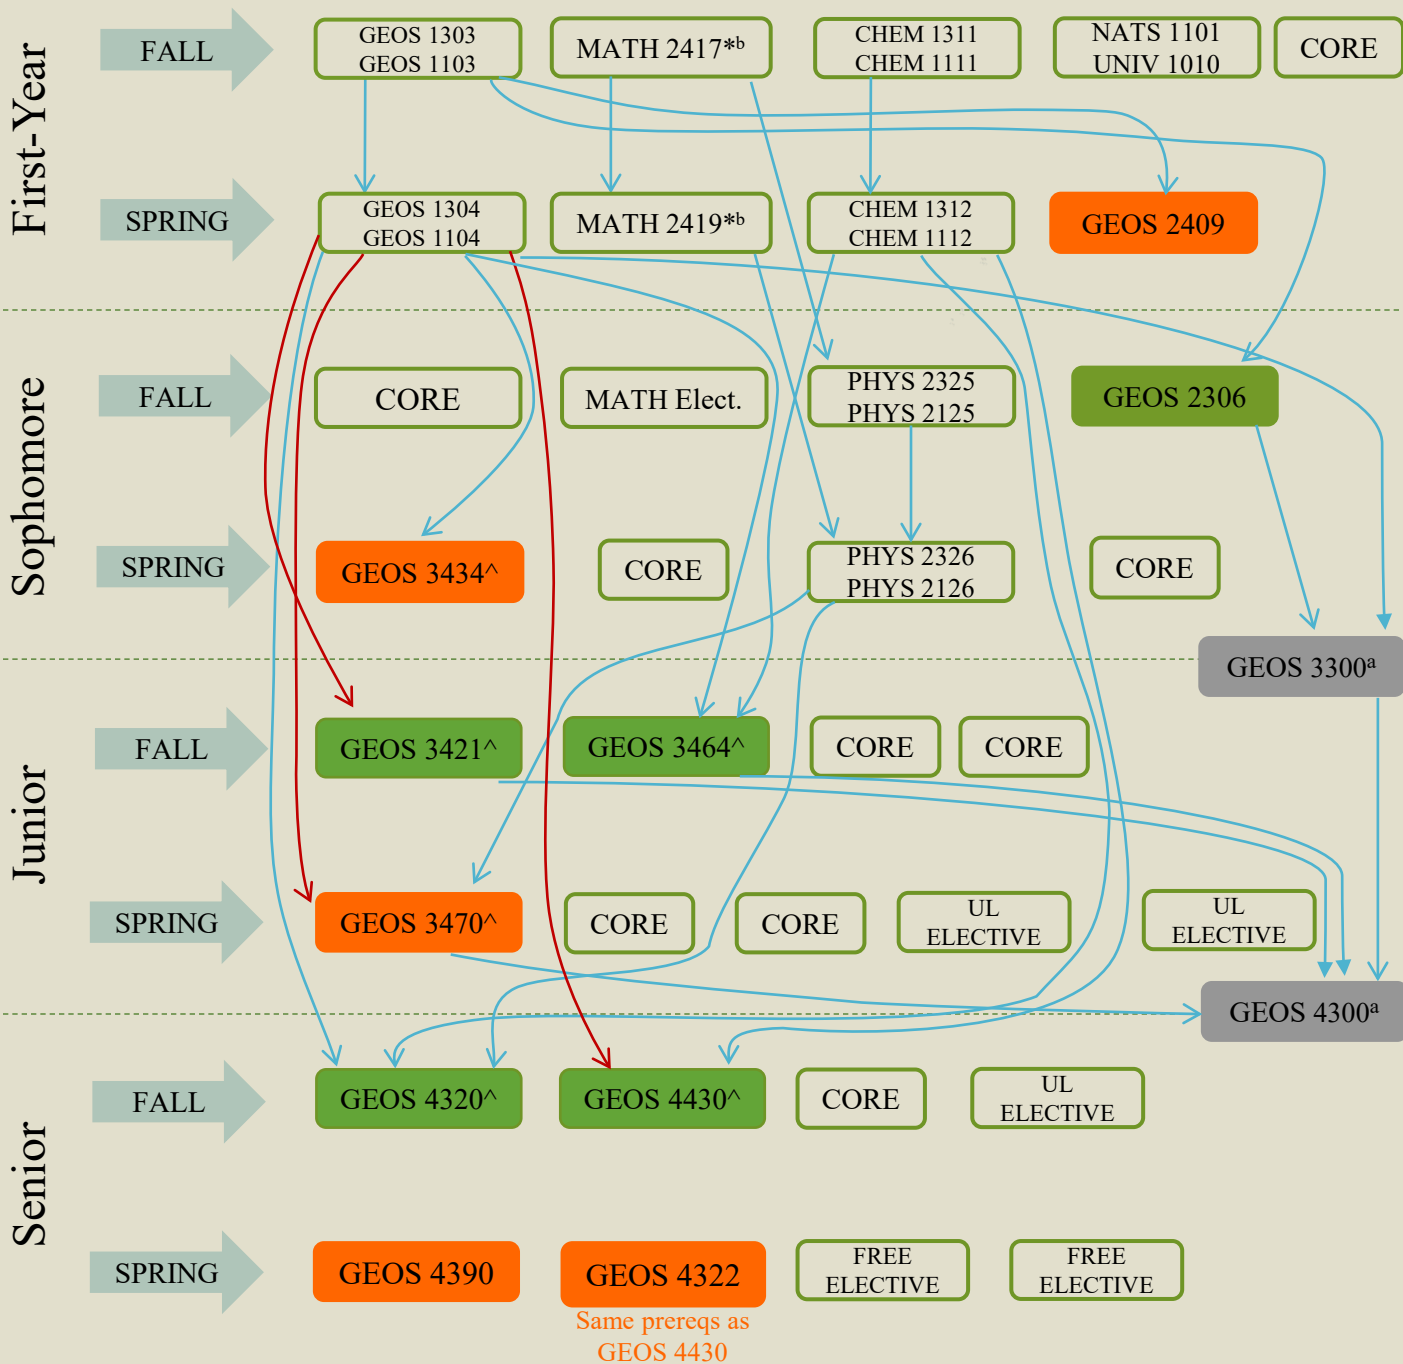 First-Year
FALL
GEOS 1303
GEOS 1103
MATH 2417*ᵇ
CHEM 1311
CHEM 1111
NATS 1101
UNIV 1010
CORE
SPRING
GEOS 1304
GEOS 1104
MATH 2419*ᵇ
CHEM 1312
CHEM 1112
GEOS 2409
Sophomore
FALL
CORE
MATH Elect.
PHYS 2325
PHYS 2125
GEOS 2306
SPRING
GEOS 3434^
CORE
PHYS 2326
PHYS 2126
CORE
GEOS 3300ᵃ
Junior
FALL
GEOS 3421^
GEOS 3464^
CORE
CORE
SPRING
GEOS 3470^
CORE
CORE
UL
ELECTIVE
UL
ELECTIVE
GEOS 4300ᵃ
Senior
FALL
GEOS 4320^
GEOS 4430^
CORE
UL
ELECTIVE
SPRING
GEOS 4390
GEOS 4322
FREE
ELECTIVE
FREE
ELECTIVE
Same prereqs as
GEOS 4430